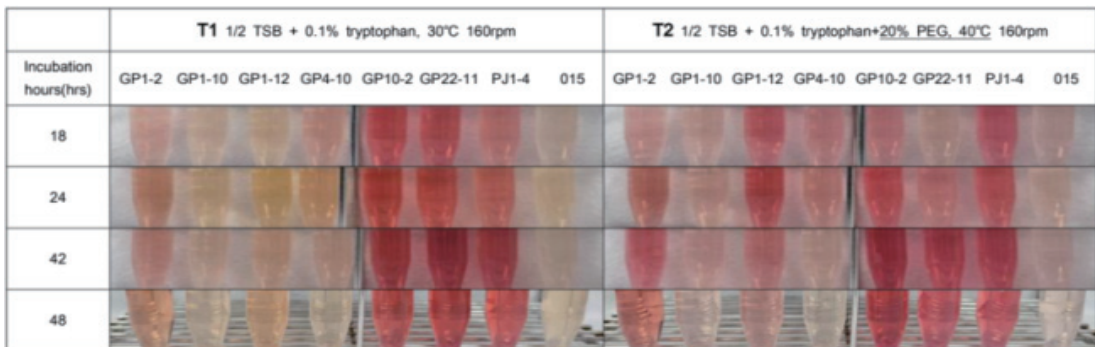 T1 1/2 TSB + 0.1% tryptophan, 30℃ 160rpm
T2 1/2 TSB + 0.1% tryptophan+20% PEG, 40℃ 160rpm
Incubation
hours(hrs)
GP1-2 GP1-10 GP1-12 GP4-10 GP10-2 GP22-11 PJ1-4 015
GP1-2 GP1-10 GP1-12 GP4-10 GP10-2 GP22-11 PJ1-4 015
18
24
42
48